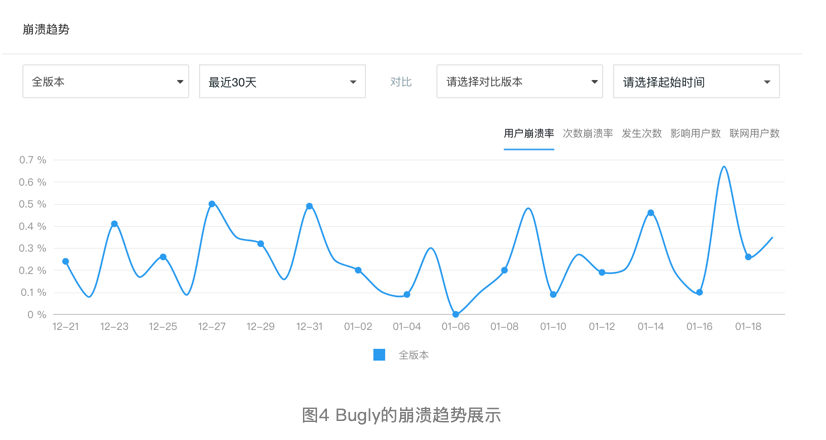 崩溃趋势
全版本 最近30天 对比 请选择对比版本 请选择起始时间
用户崩溃率 次数崩溃率 发生次数 影响用户数 联网用户数
0.7 %
0.6 %
0.5 %
0.4 %
0.3 %
0.2 %
0.1 %
0 %
12-21 12-23 12-25 12-27 12-29 12-31 01-02 01-04 01-06 01-08 01-10 01-12 01-14 01-16 01-18
全版本
图4 Bugly的崩溃趋势展示